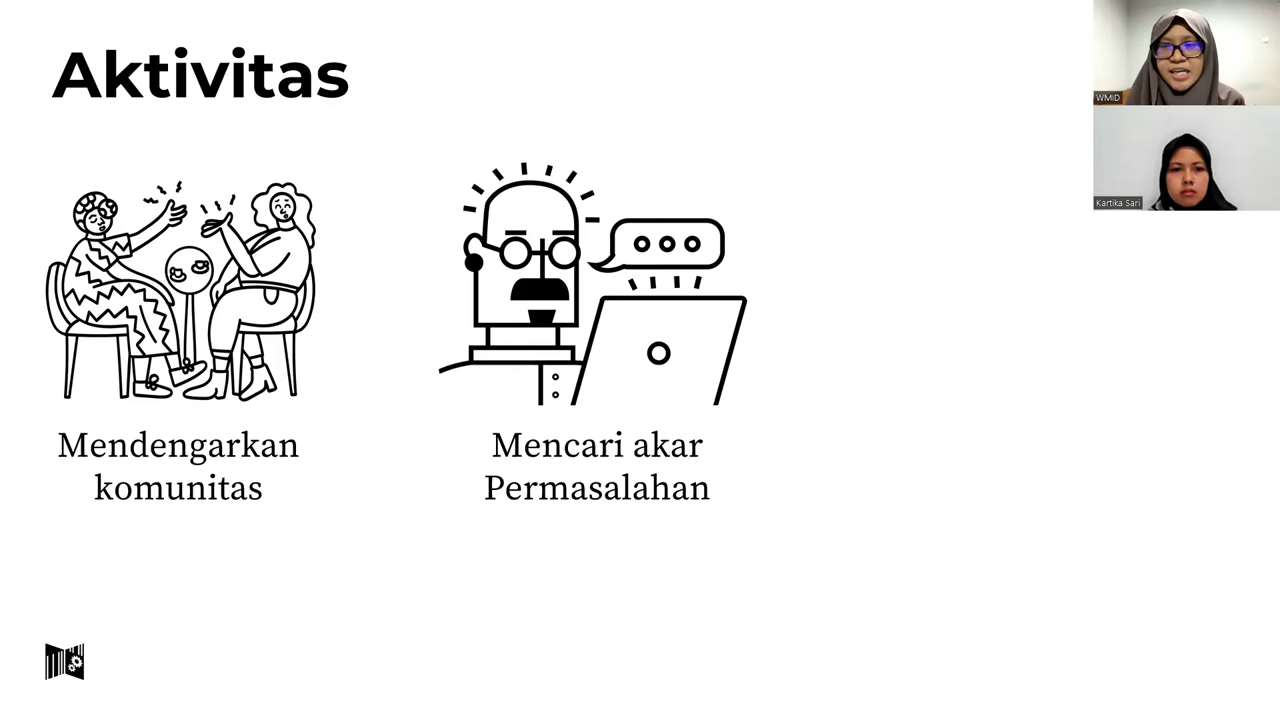 Aktivitas
WMID
Kartika Sari
Mendengarkan
komunitas
Mencari akar
Permasalahan